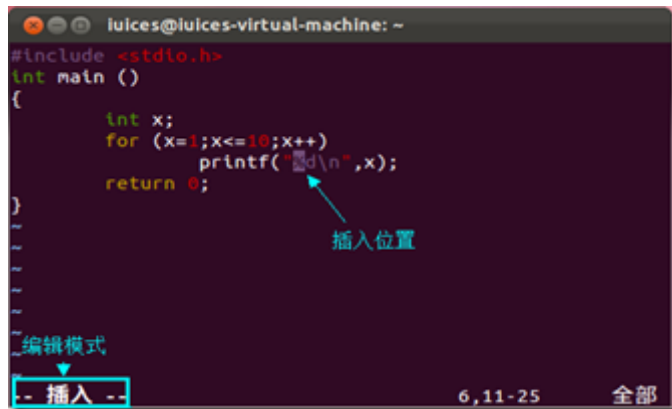 iuices@iuices-virtual-machine: ~
#include <stdio.h>
int main ()
{
int x;
for (x=1;x<=10;x++)
printf("%d\n",x);
return 0;
}
~
~
插入位置
~
~
~
~
~
编辑模式
~
-- 插入 -- 6,11-25 全部